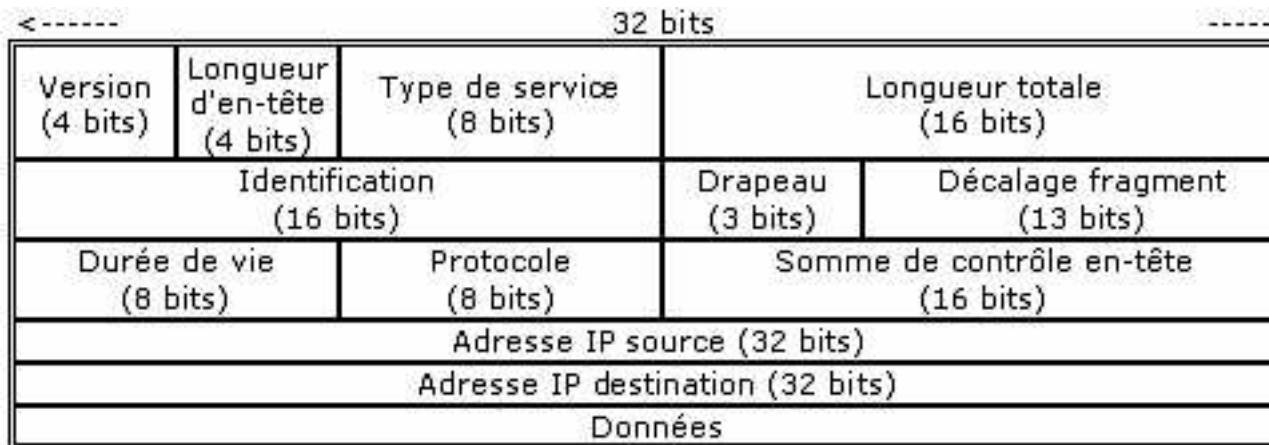 <------ 32 bits -----
Version
(4 bits)
Longueur
d'en-tête
(4 bits)
Type de service
(8 bits)
Longueur totale
(16 bits)
Identification
(16 bits)
Drapeau
(3 bits)
Décalage fragment
(13 bits)
Durée de vie
(8 bits)
Protocole
(8 bits)
Somme de contrôle en-tête
(16 bits)
Adresse IP source (32 bits)
Adresse IP destination (32 bits)
Données